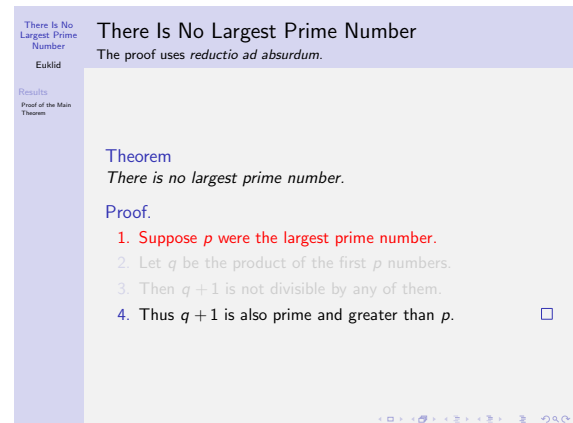 There Is No
Largest Prime
Number
Euklid
Results
Proof of the Main
Theorem
There Is No Largest Prime Number
The proof uses reductio ad absurdum.
Theorem
There is no largest prime number.
Proof.
1. Suppose p were the largest prime number.
2. Let q be the product of the first p numbers.
3. Then q + 1 is not divisible by any of them.
4. Thus q + 1 is also prime and greater than p.